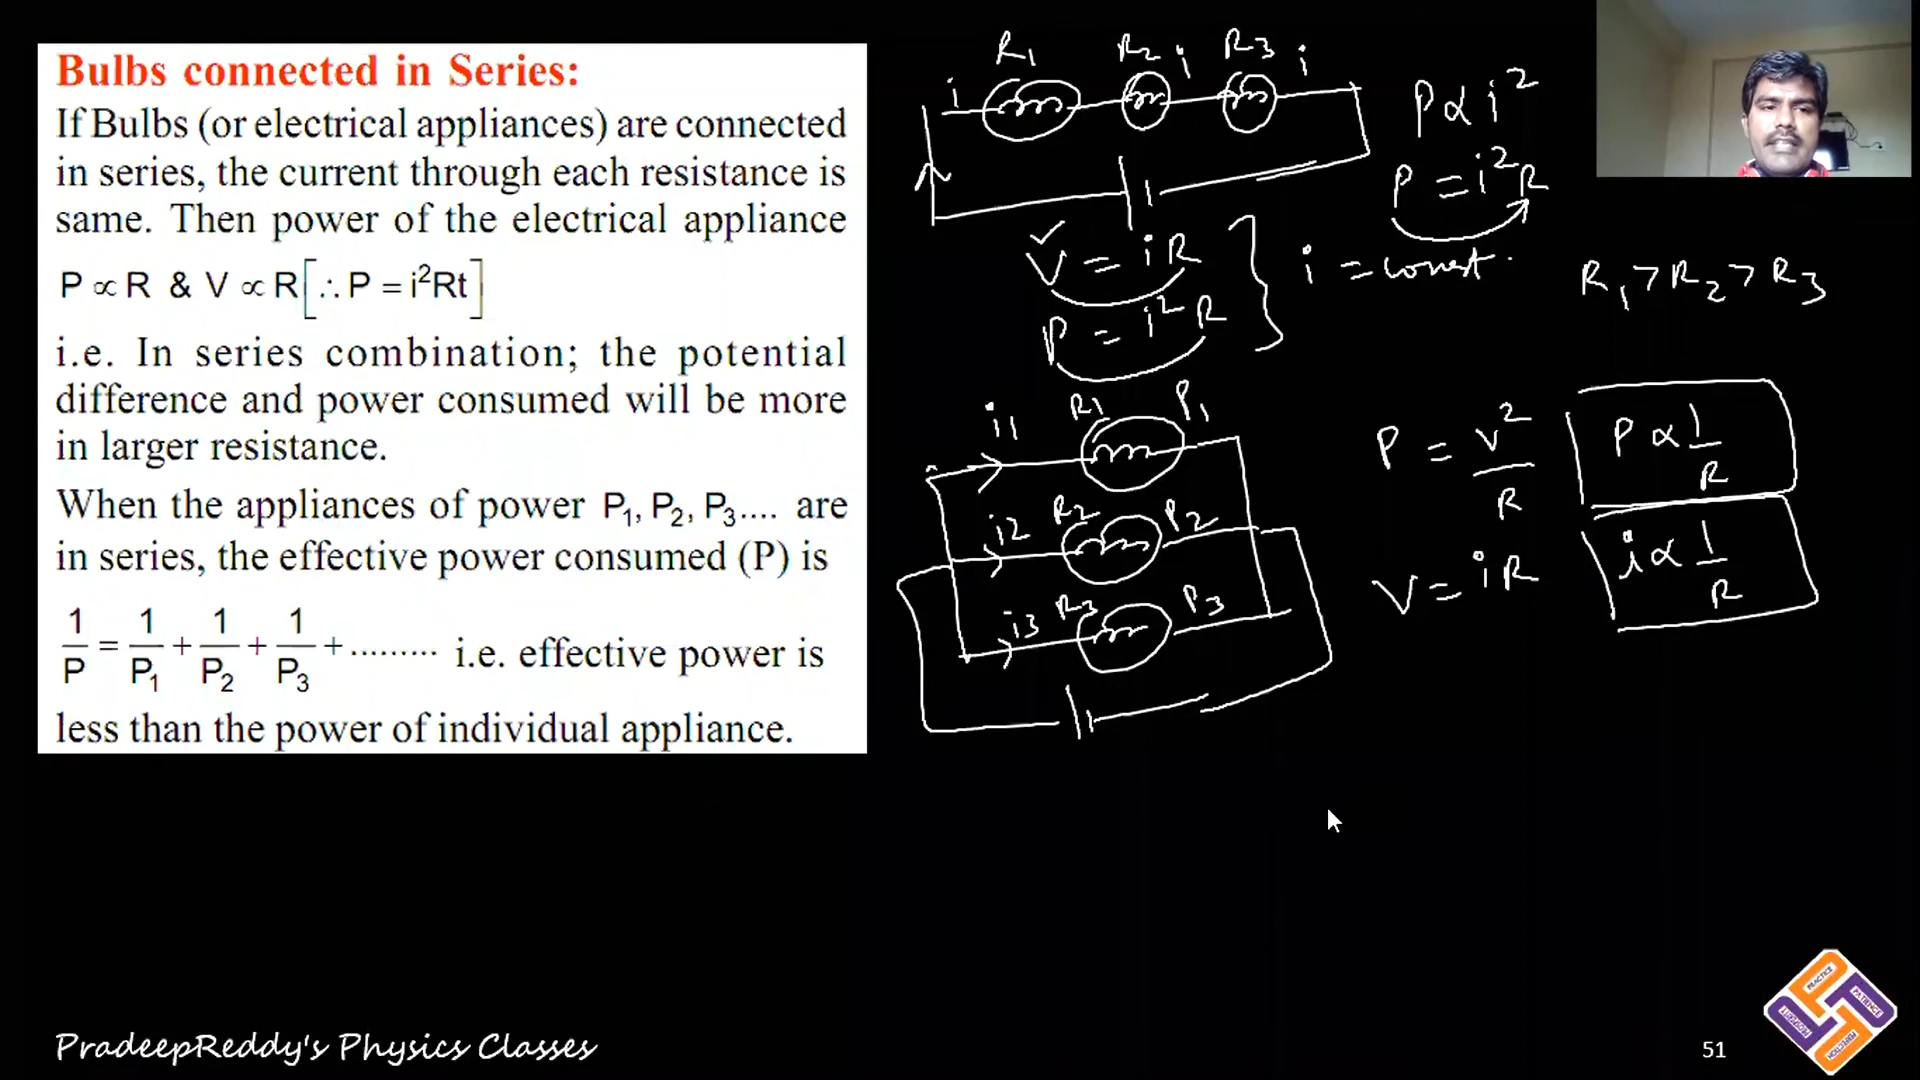 Bulbs connected in Series:
If Bulbs (or electrical appliances) are connected
in series, the current through each resistance is
same. Then power of the electrical appliance
P ∝ R & V ∝ R [∴ P = i²Rt]
i.e. In series combination; the potential
difference and power consumed will be more
in larger resistance.
When the appliances of power P₁, P₂, P₃.... are
in series, the effective power consumed (P) is
1/P = 1/P₁ + 1/P₂ + 1/P₃ + ......... i.e. effective power is
less than the power of individual appliance.
R₁ R₂ i R₃ i
i
P ∝ i²
P = i²R
V = iR
P = i²R
i = const.
R₁ > R₂ > R₃
i₁ R₁ P₁
i₂ R₂ P₂
i₃ R₃ P₃
P = V²/R
P ∝ 1/R
V = iR
i ∝ 1/R
PradeepReddy's Physics Classes
51
PRACTICE
PATIENCE
PERFECTION